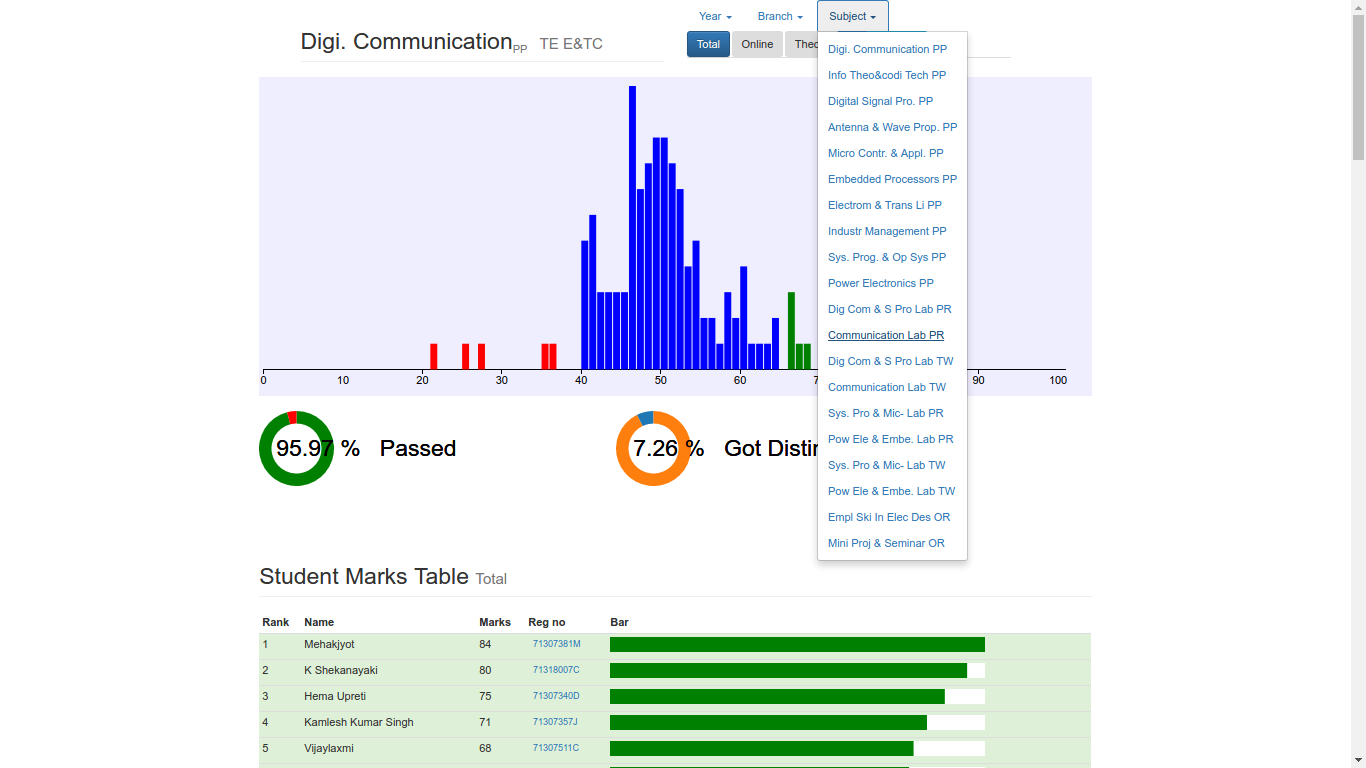 Year Branch Subject
Digi. Communication PP TE E&TC
Total Online Theo
Digi. Communication PP
Info Theo&codi Tech PP
Digital Signal Pro. PP
Antenna & Wave Prop. PP
Micro Contr. & Appl. PP
Embedded Processors PP
Electrom & Trans Li PP
Industr Management PP
Sys. Prog. & Op Sys PP
Power Electronics PP
Dig Com & S Pro Lab PR
Communication Lab PR
Dig Com & S Pro Lab TW
Communication Lab TW
Sys. Pro & Mic- Lab PR
Pow Ele & Embe. Lab PR
Sys. Pro & Mic- Lab TW
Pow Ele & Embe. Lab TW
Empl Ski In Elec Des OR
Mini Proj & Seminar OR
0 10 20 30 40 50 60 7 90 100
95.97 % Passed 7.26 % Got Distin
Student Marks Table Total
Rank Name Marks Reg no Bar
1 Mehakjyot 84 71307381M
2 K Shekanayaki 80 71318007C
3 Hema Upreti 75 71307340D
4 Kamlesh Kumar Singh 71 71307357J
5 Vijaylaxmi 68 71307511C